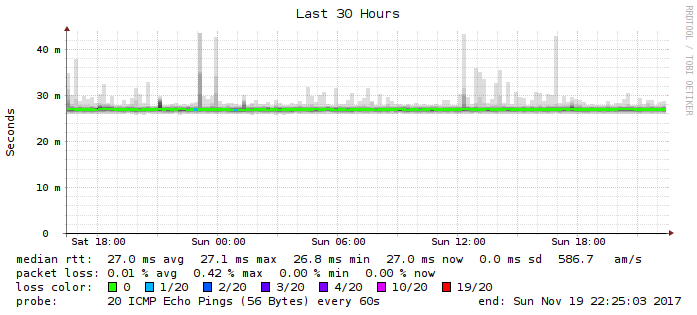 Last 30 Hours
RRDTOOL / TOBI OETIKER
Seconds
40 m
30 m
20 m
10 m
0
Sat 18:00 Sun 00:00 Sun 06:00 Sun 12:00 Sun 18:00
median rtt: 27.0 ms avg 27.1 ms max 26.8 ms min 27.0 ms now 0.0 ms sd 586.7 am/s
packet loss: 0.01 % avg 0.42 % max 0.00 % min 0.00 % now
loss color: 0 1/20 2/20 3/20 4/20 10/20 19/20
probe: 20 ICMP Echo Pings (56 Bytes) every 60s end: Sun Nov 19 22:25:03 2017